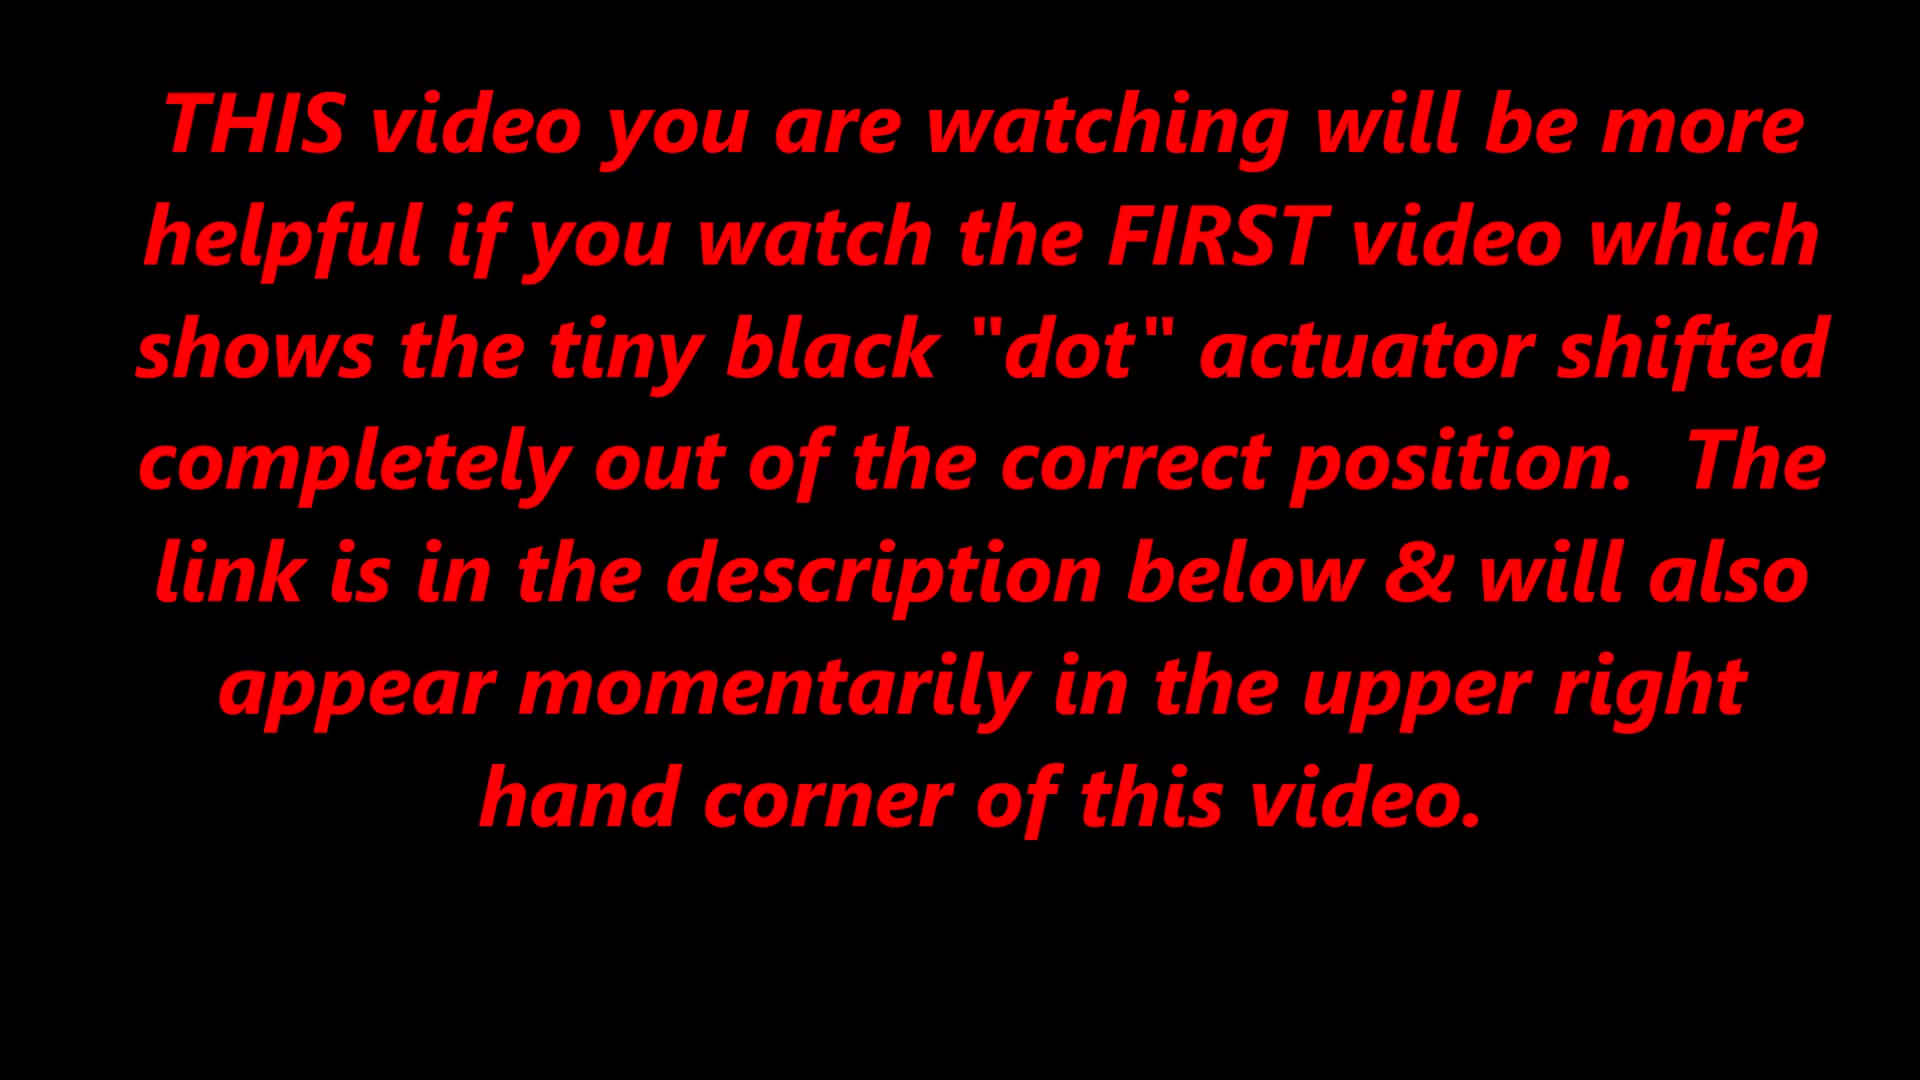 THIS video you are watching will be more
helpful if you watch the FIRST video which
shows the tiny black "dot" actuator shifted
completely out of the correct position.  The
link is in the description below & will also
appear momentarily in the upper right
hand corner of this video.